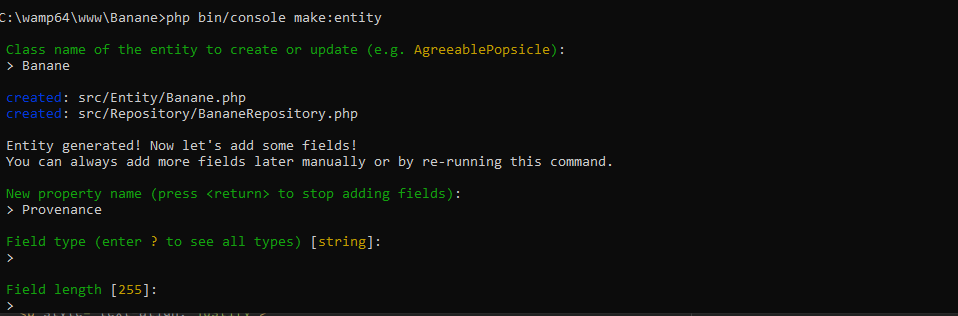 C:\wamp64\www\Banane>php bin/console make:entity
Class name of the entity to create or update (e.g. AgreeablePopsicle):
> Banane
created: src/Entity/Banane.php
created: src/Repository/BananeRepository.php
Entity generated! Now let's add some fields!
You can always add more fields later manually or by re-running this command.
New property name (press <return> to stop adding fields):
> Provenance
Field type (enter ? to see all types) [string]:
>
Field length [255]:
>